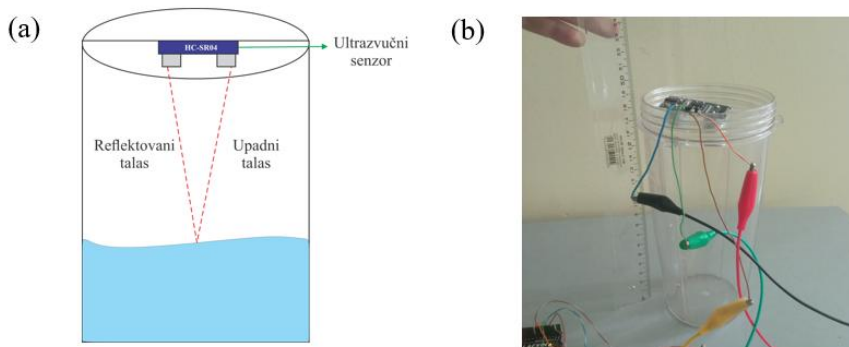 (a)
HC-SR04
Ultrazvučni
senzor
Reflektovani
talas
Upadni
talas
(b)